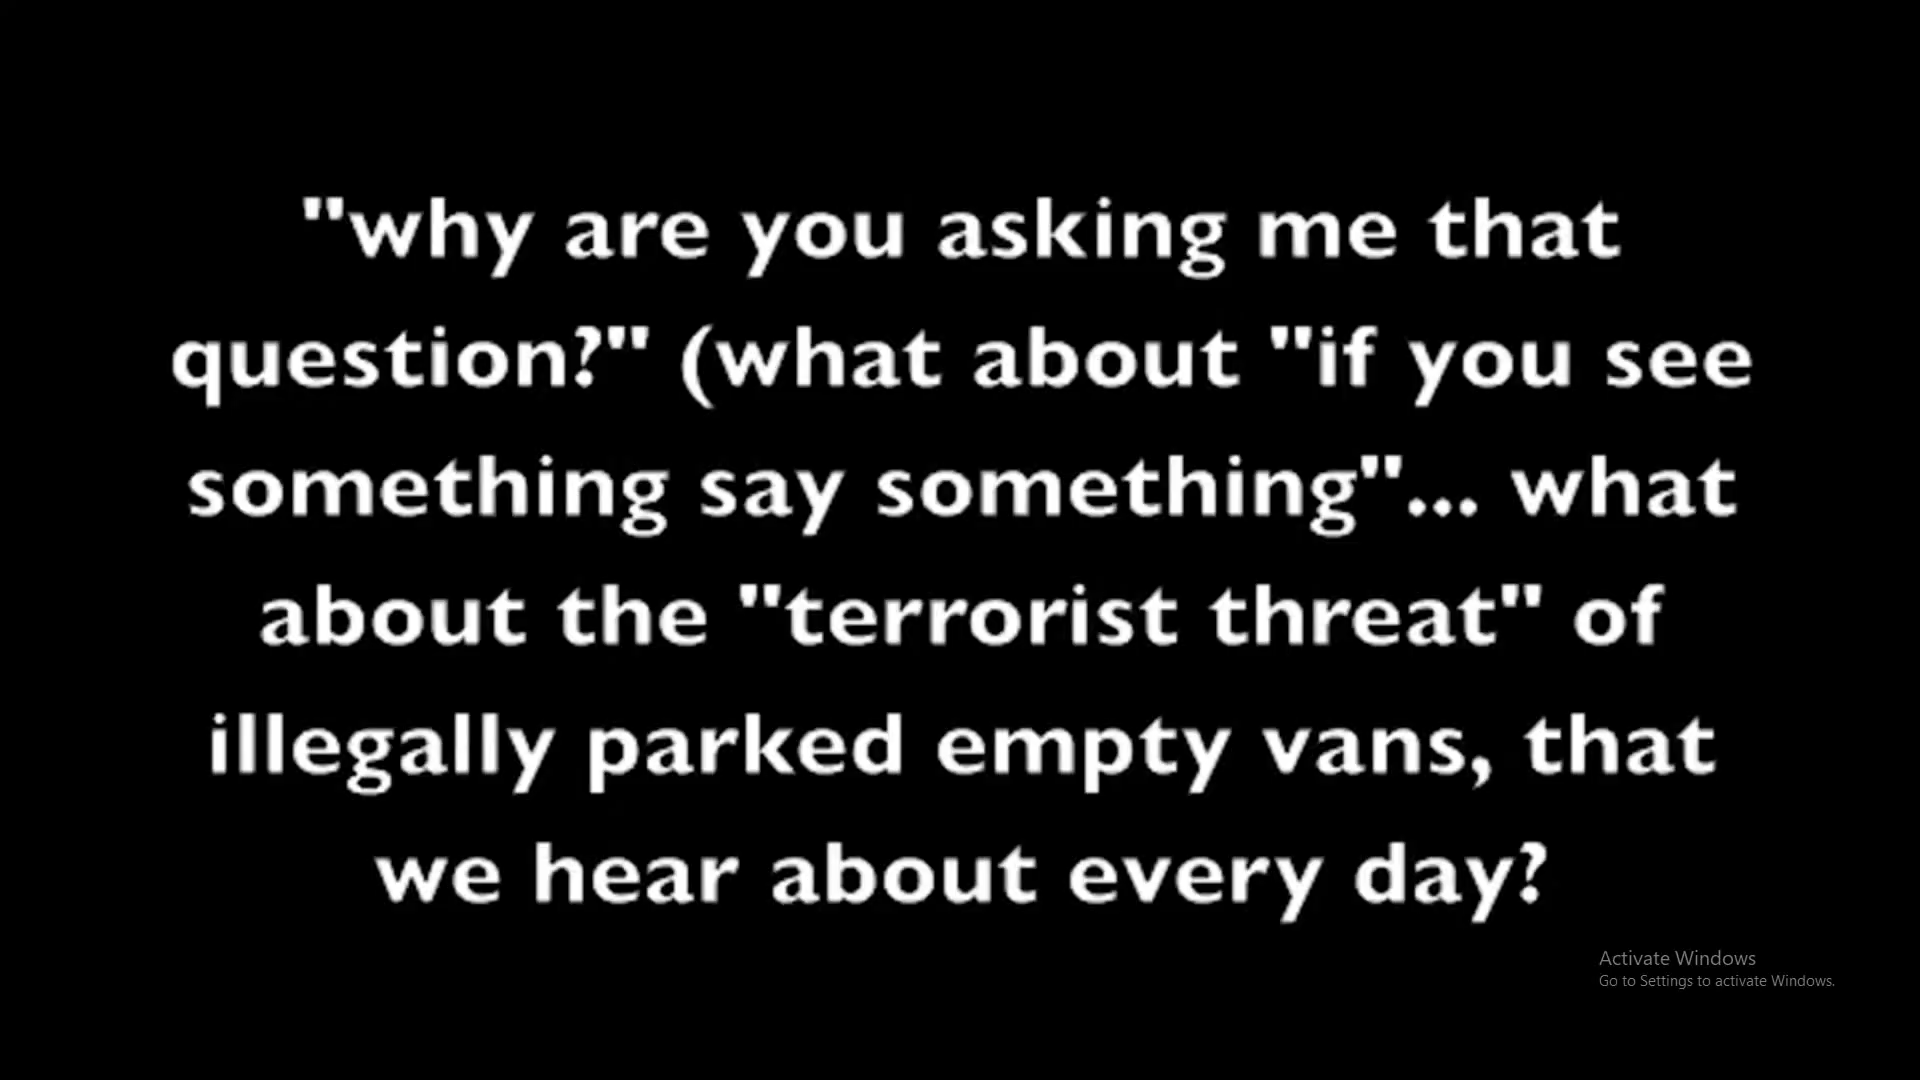 "why are you asking me that
question?" (what about "if you see
something say something"... what
about the "terrorist threat" of
illegally parked empty vans, that
we hear about every day?
Activate Windows
Go to Settings to activate Windows.